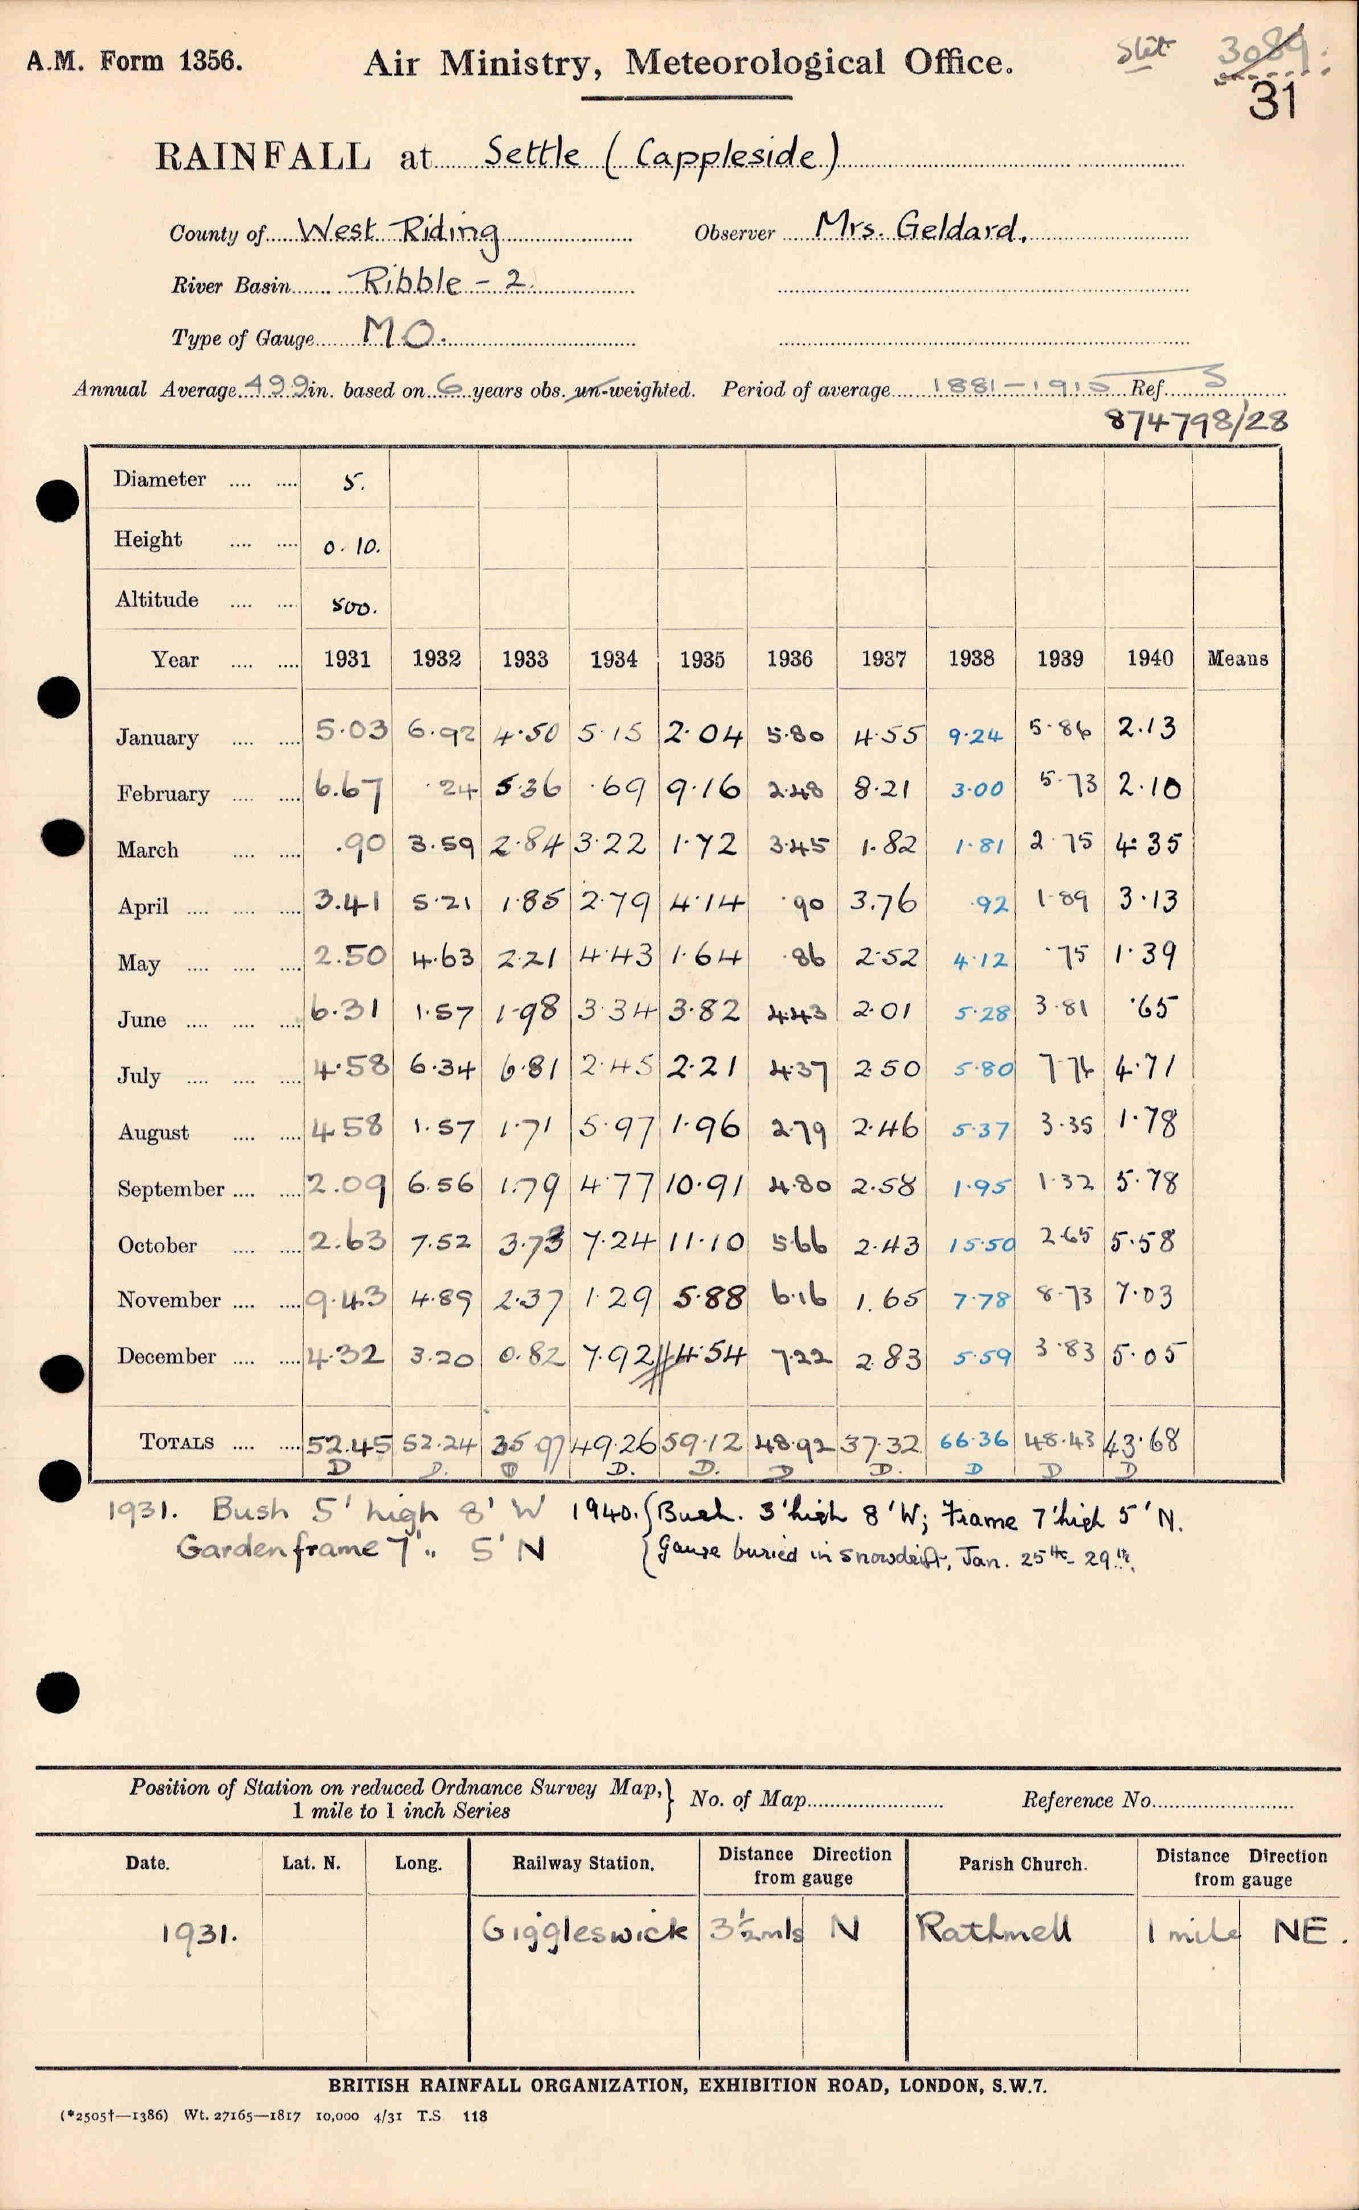 A.M. Form 1356. Air Ministry, Meteorological Office. 3089
31
RAINFALL at Settle (Cappleside)
County of West Riding Observer Mrs. Geldard.
River Basin Ribble - 2.
Type of Gauge M.O.
Annual Average 49.9 in. based on 6 years obs. un-weighted. Period of average 1881-1915 Ref. S
874798/28
Diameter .... .... 5.
Height .... .... 0.10.
Altitude .... .... 500.
Year .... .... 1931 1932 1933 1934 1935 1936 1937 1938 1939 1940 Means
January .... .... 5.03 6.92 4.50 5.15 2.04 5.80 4.55 9.24 5.86 2.13
February .... .... 6.67 .24 5.36 .69 9.16 2.48 8.21 3.00 5.73 2.10
March .... .... .90 3.59 2.84 3.22 1.72 3.45 1.82 1.81 2.75 4.35
April .... .... .... 3.41 5.21 1.85 2.79 4.14 .90 3.76 .92 1.89 3.13
May .... .... .... 2.50 4.63 2.21 4.43 1.64 .86 2.52 4.12 .75 1.39
June .... .... .... 6.31 1.57 1.98 3.34 3.82 4.43 2.01 5.28 3.81 .65
July .... .... .... 4.58 6.34 6.81 2.45 2.21 4.37 2.50 5.80 7.76 4.71
August .... .... 4.58 1.57 1.71 5.97 1.96 2.79 2.46 5.37 3.35 1.78
September .... .... 2.09 6.56 1.79 4.77 10.91 4.80 2.58 1.95 1.32 5.78
October .... .... 2.63 7.52 3.73 7.24 11.10 5.66 2.43 15.50 2.65 5.58
November .... .... 9.43 4.89 2.37 1.29 5.88 6.16 1.65 7.78 8.73 7.03
December .... .... 4.32 3.20 0.82 7.92 4.54 7.22 2.83 5.59 3.83 5.05
TOTALS .... .... 52.45 52.24 35.97 49.26 59.12 48.92 37.32 66.36 48.43 43.68
D D. D D. D. D D. D D D
1931. Bush 5' high 8' W 1940. { Bush. 3' high 8' W; Frame 7' high 5' N.
Garden frame 7' " 5' N { Gauge buried in snowdrift, Jan. 25th - 29th.
Position of Station on reduced Ordnance Survey Map, } No. of Map Reference No.
1 mile to 1 inch Series
Date. Lat. N. Long. Railway Station. Distance Direction from gauge Parish Church. Distance Direction from gauge
1931. Giggleswick 3½ mls N Rathmell 1 mile NE.
BRITISH RAINFALL ORGANIZATION, EXHIBITION ROAD, LONDON, S.W.7.
(*2505†—1386) Wt. 27165—1817 10,000 4/31 T.S. 118